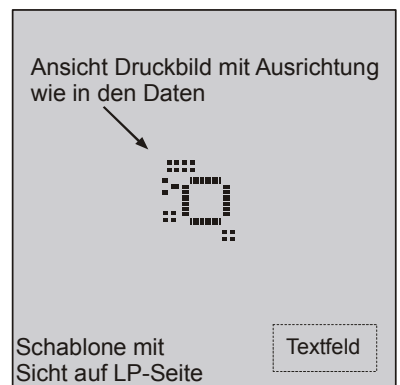 Ansicht Druckbild mit Ausrichtung
wie in den Daten
Schablone mit
Sicht auf LP-Seite
Textfeld